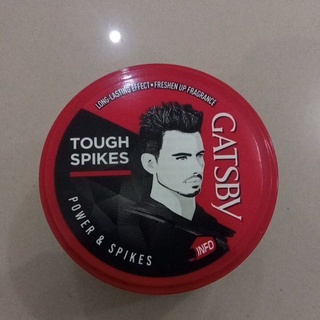 LONG-LASTING EFFECT • FRESHEN UP FRAGRANCE
TOUGH
SPIKES
GATSBY
POWER & SPIKES
INFO